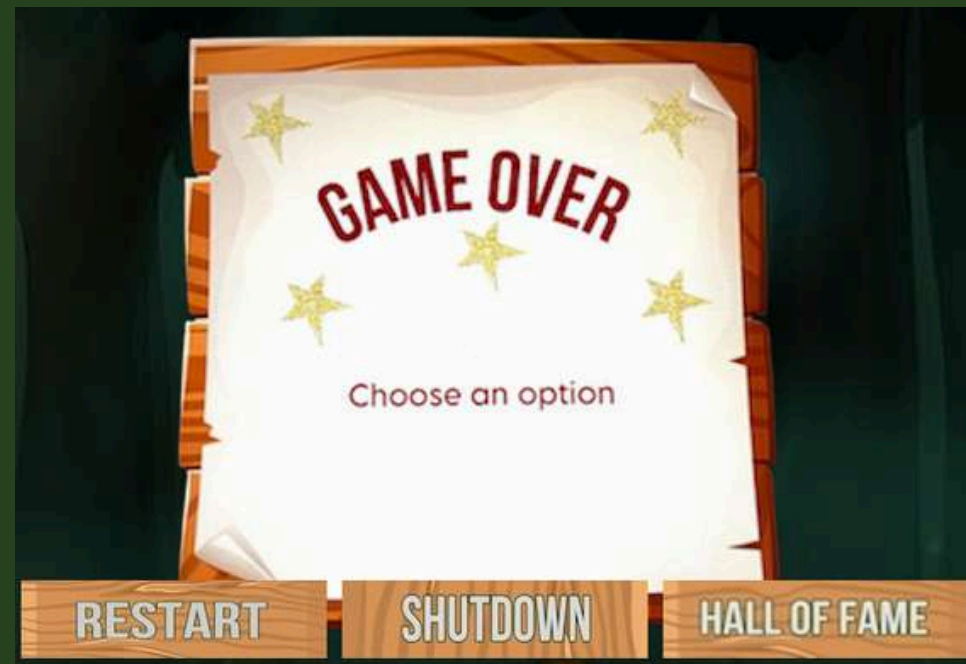 GAME OVER
Choose an option
RESTART
SHUTDOWN
HALL OF FAME